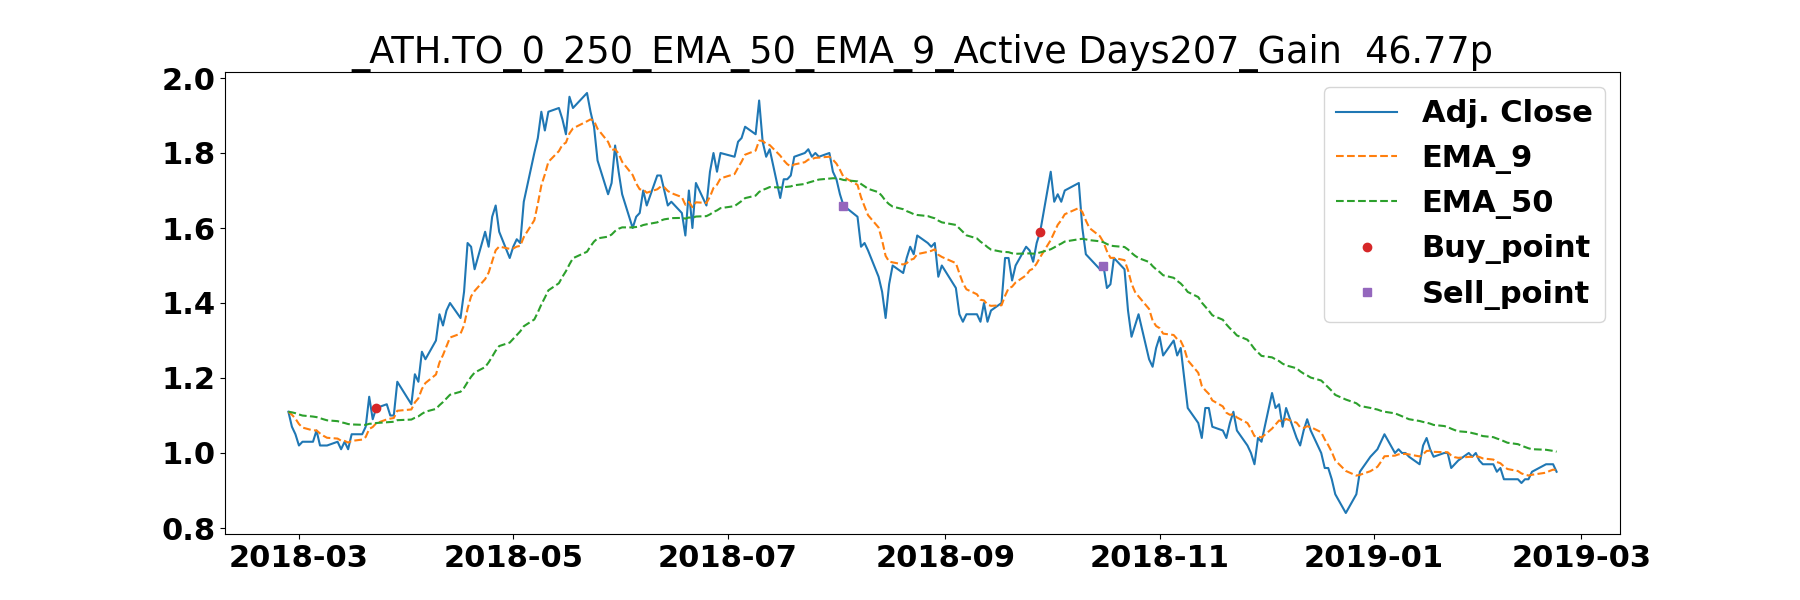 _ATH.TO_0_250_EMA_50_EMA_9_Active Days207_Gain  46.77p
2.0
1.8
1.6
1.4
1.2
1.0
0.8
Adj. Close
EMA_9
EMA_50
Buy_point
Sell_point
2018-03 2018-05 2018-07 2018-09 2018-11 2019-01 2019-03